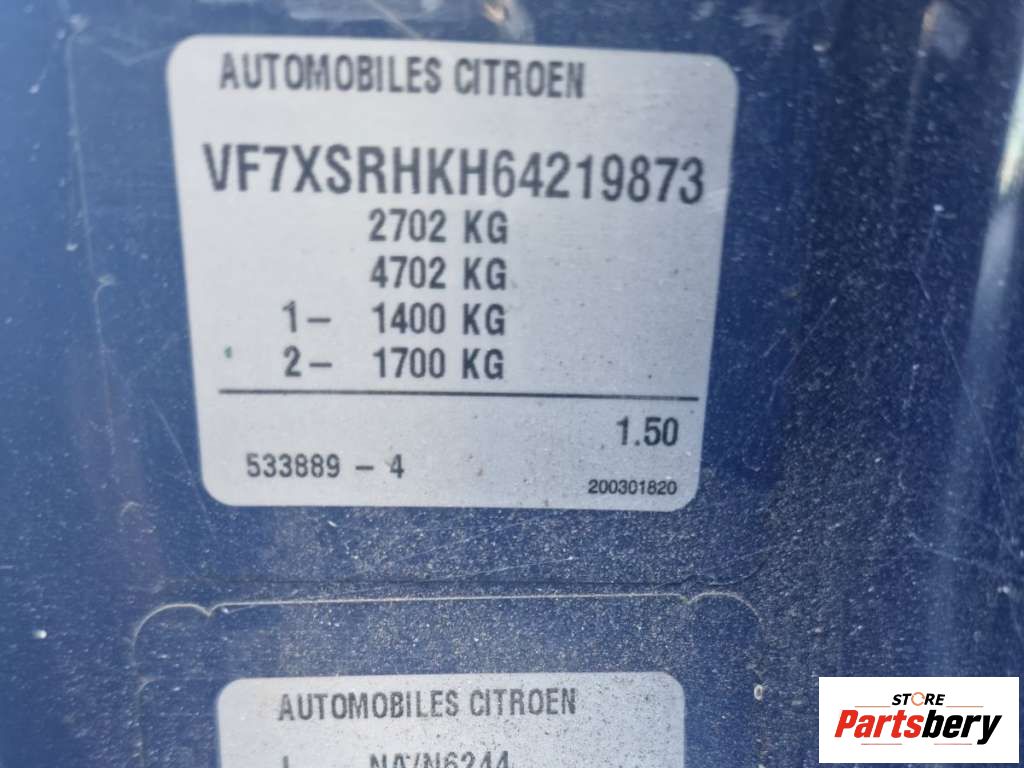 AUTOMOBILES CITROEN
VF7XSRHKH64219873
2702 KG
4702 KG
1- 1400 KG
2- 1700 KG
1.50
533889 - 4
200301820
AUTOMOBILES CITROEN
STORE
Partsbery